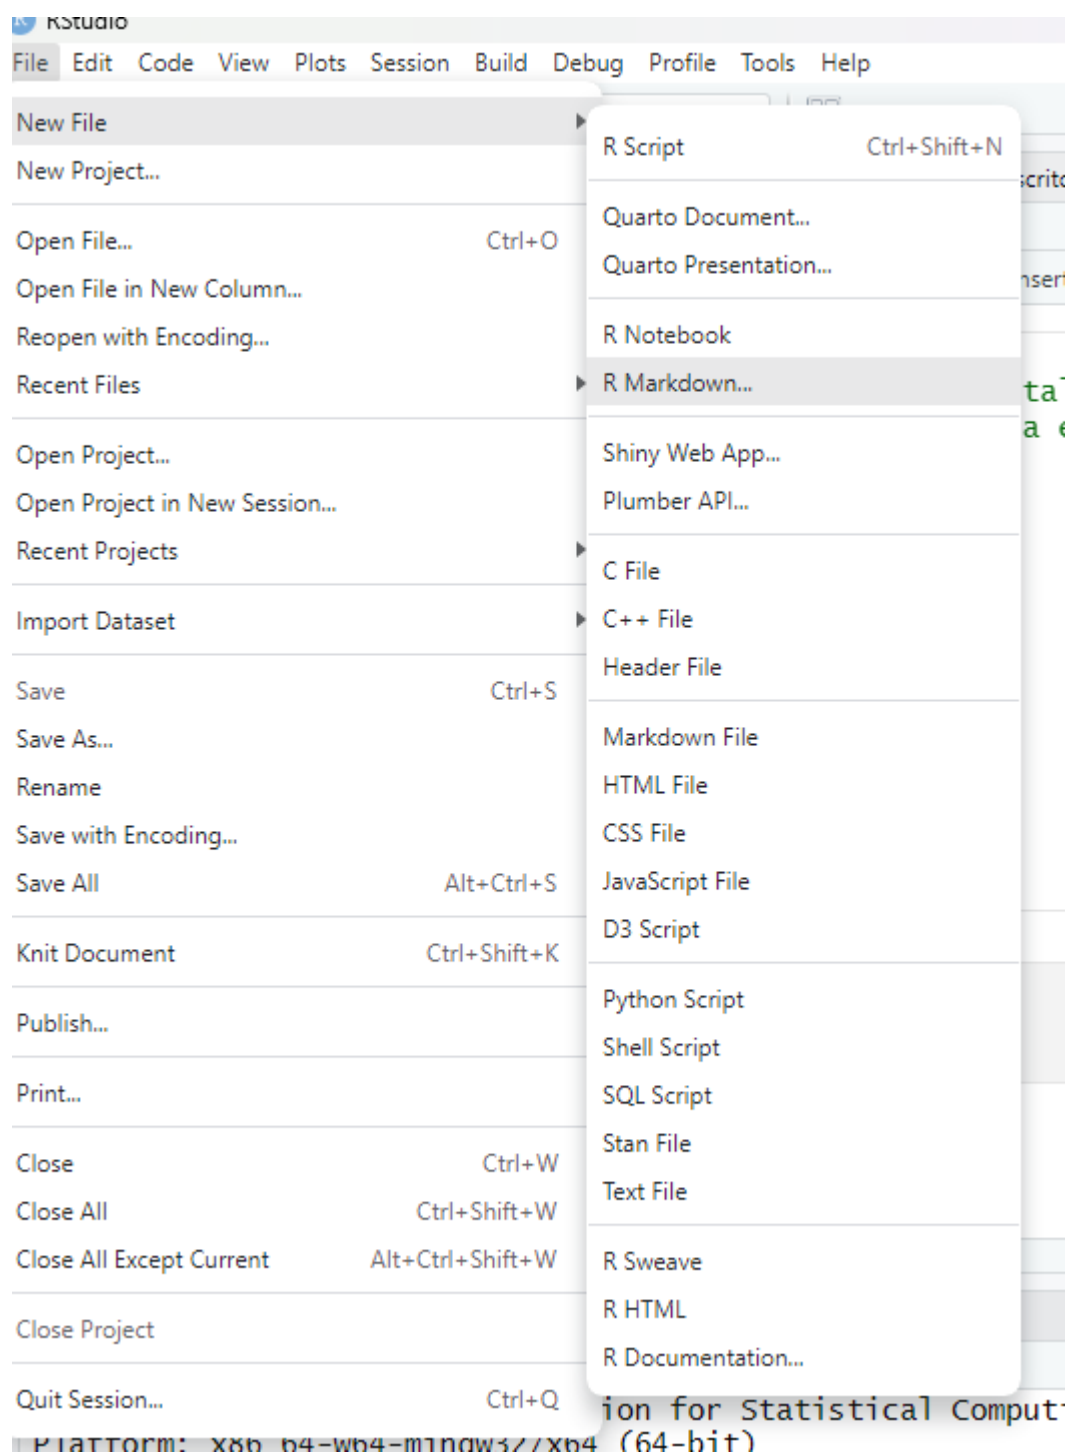 RStudio
File Edit Code View Plots Session Build Debug Profile Tools Help
New File
New Project...
Open File... Ctrl+O
Open File in New Column...
Reopen with Encoding...
Recent Files
Open Project...
Open Project in New Session...
Recent Projects
Import Dataset
Save Ctrl+S
Save As...
Rename
Save with Encoding...
Save All Alt+Ctrl+S
Knit Document Ctrl+Shift+K
Publish...
Print...
Close Ctrl+W
Close All Ctrl+Shift+W
Close All Except Current Alt+Ctrl+Shift+W
Close Project
Quit Session... Ctrl+Q
R Script Ctrl+Shift+N
Quarto Document...
Quarto Presentation...
R Notebook
R Markdown...
Shiny Web App...
Plumber API...
C File
C++ File
Header File
Markdown File
HTML File
CSS File
JavaScript File
D3 Script
Python Script
Shell Script
SQL Script
Stan File
Text File
R Sweave
R HTML
R Documentation...
ion for Statistical Comput
Platform: x86_64-w64-mingw32/x64 (64-bit)